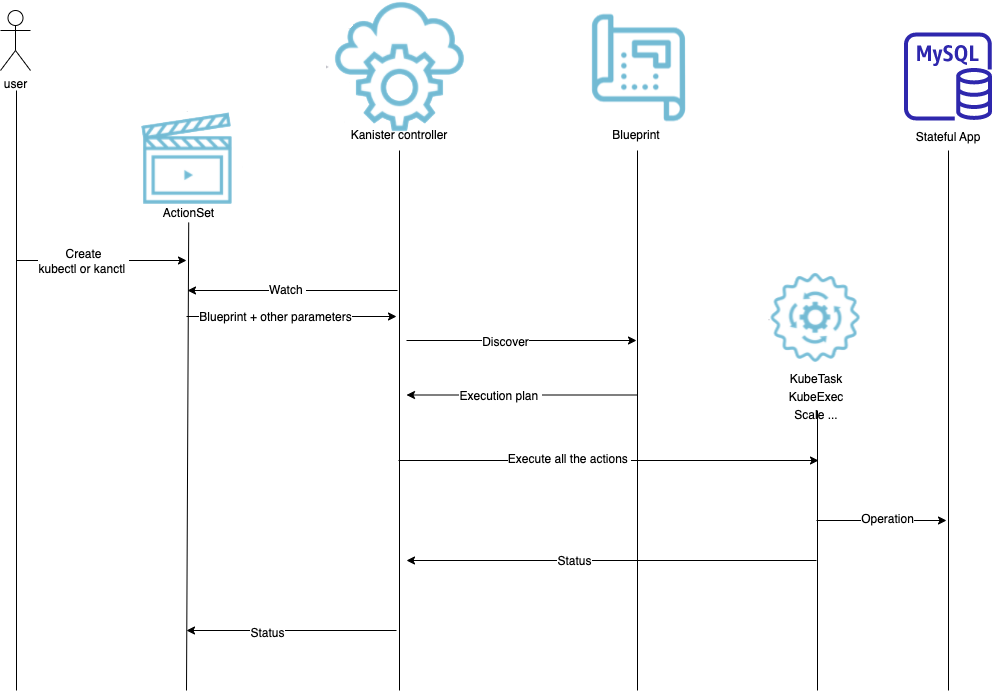 user
MySQL
Kanister controller
Blueprint
Stateful App
ActionSet
Create
kubectl or kanctl
Watch
Blueprint + other parameters
Discover
KubeTask
KubeExec
Scale ...
Execution plan
Execute all the actions
Operation
Status
Status